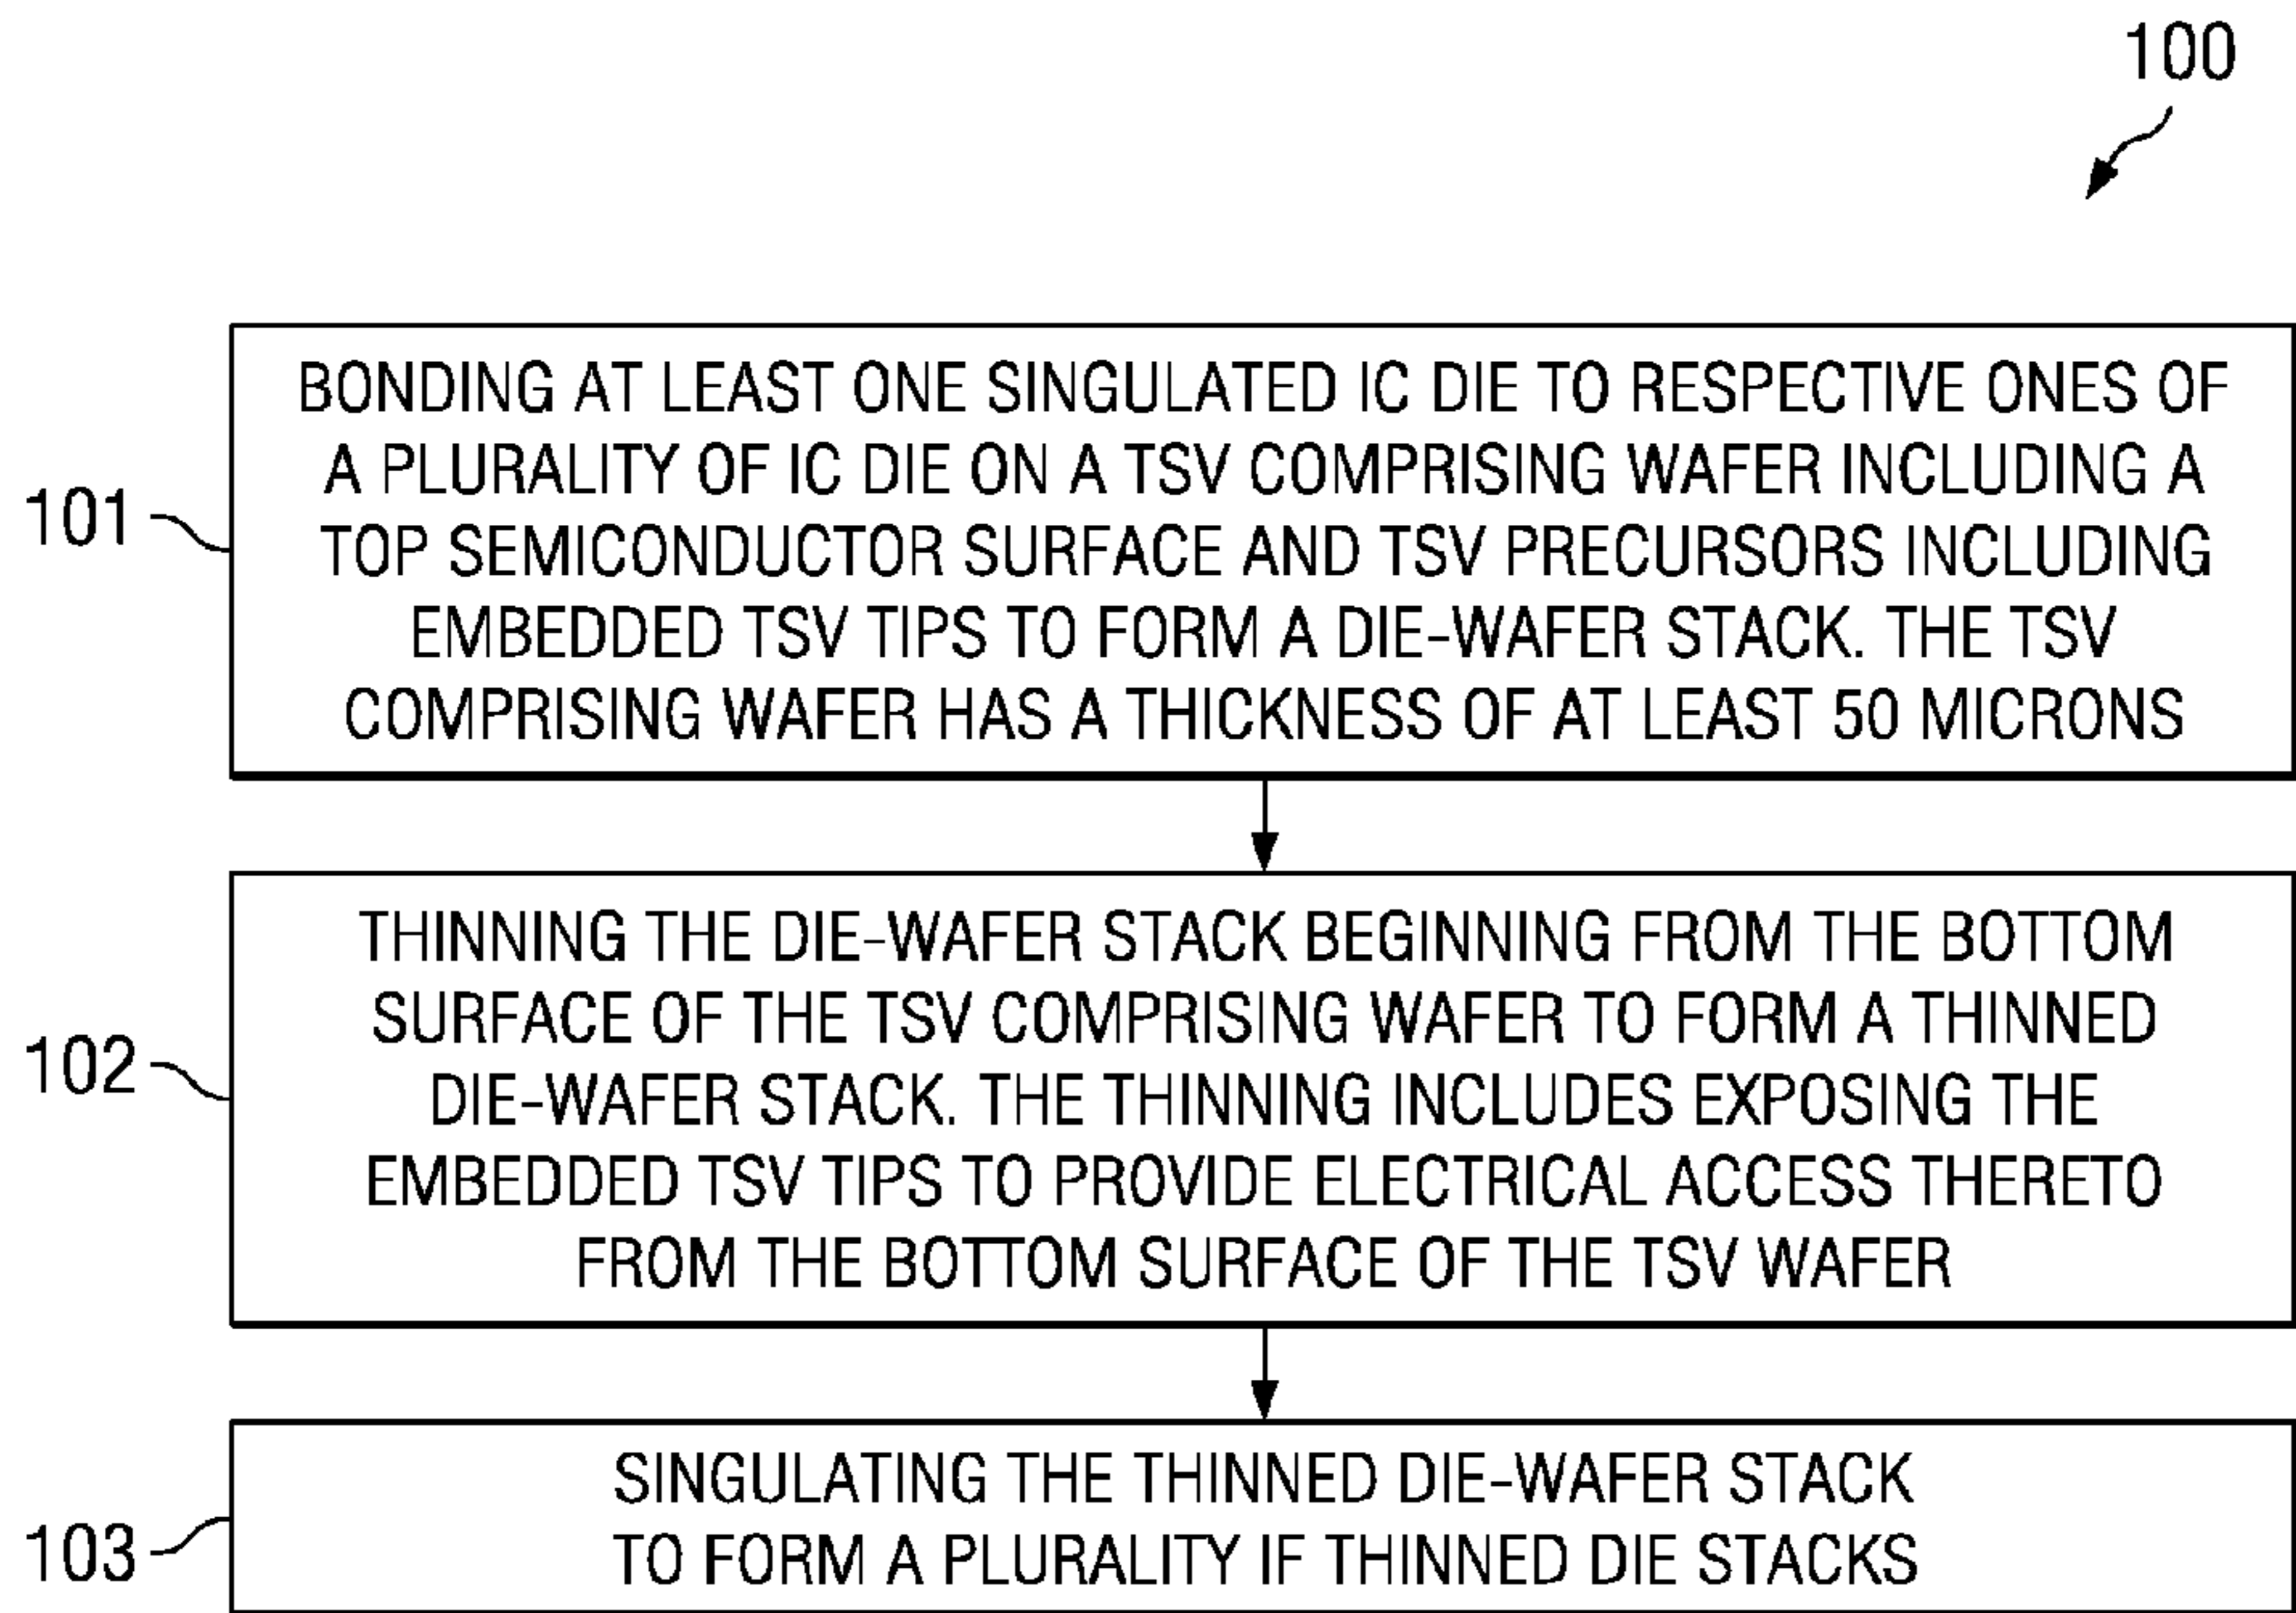 100
BONDING AT LEAST ONE SINGULATED IC DIE TO RESPECTIVE ONES OF
A PLURALITY OF IC DIE ON A TSV COMPRISING WAFER INCLUDING A
TOP SEMICONDUCTOR SURFACE AND TSV PRECURSORS INCLUDING
EMBEDDED TSV TIPS TO FORM A DIE-WAFER STACK. THE TSV
COMPRISING WAFER HAS A THICKNESS OF AT LEAST 50 MICRONS
101
THINNING THE DIE-WAFER STACK BEGINNING FROM THE BOTTOM
SURFACE OF THE TSV COMPRISING WAFER TO FORM A THINNED
DIE-WAFER STACK. THE THINNING INCLUDES EXPOSING THE
EMBEDDED TSV TIPS TO PROVIDE ELECTRICAL ACCESS THERETO
FROM THE BOTTOM SURFACE OF THE TSV WAFER
102
SINGULATING THE THINNED DIE-WAFER STACK
TO FORM A PLURALITY IF THINNED DIE STACKS
103